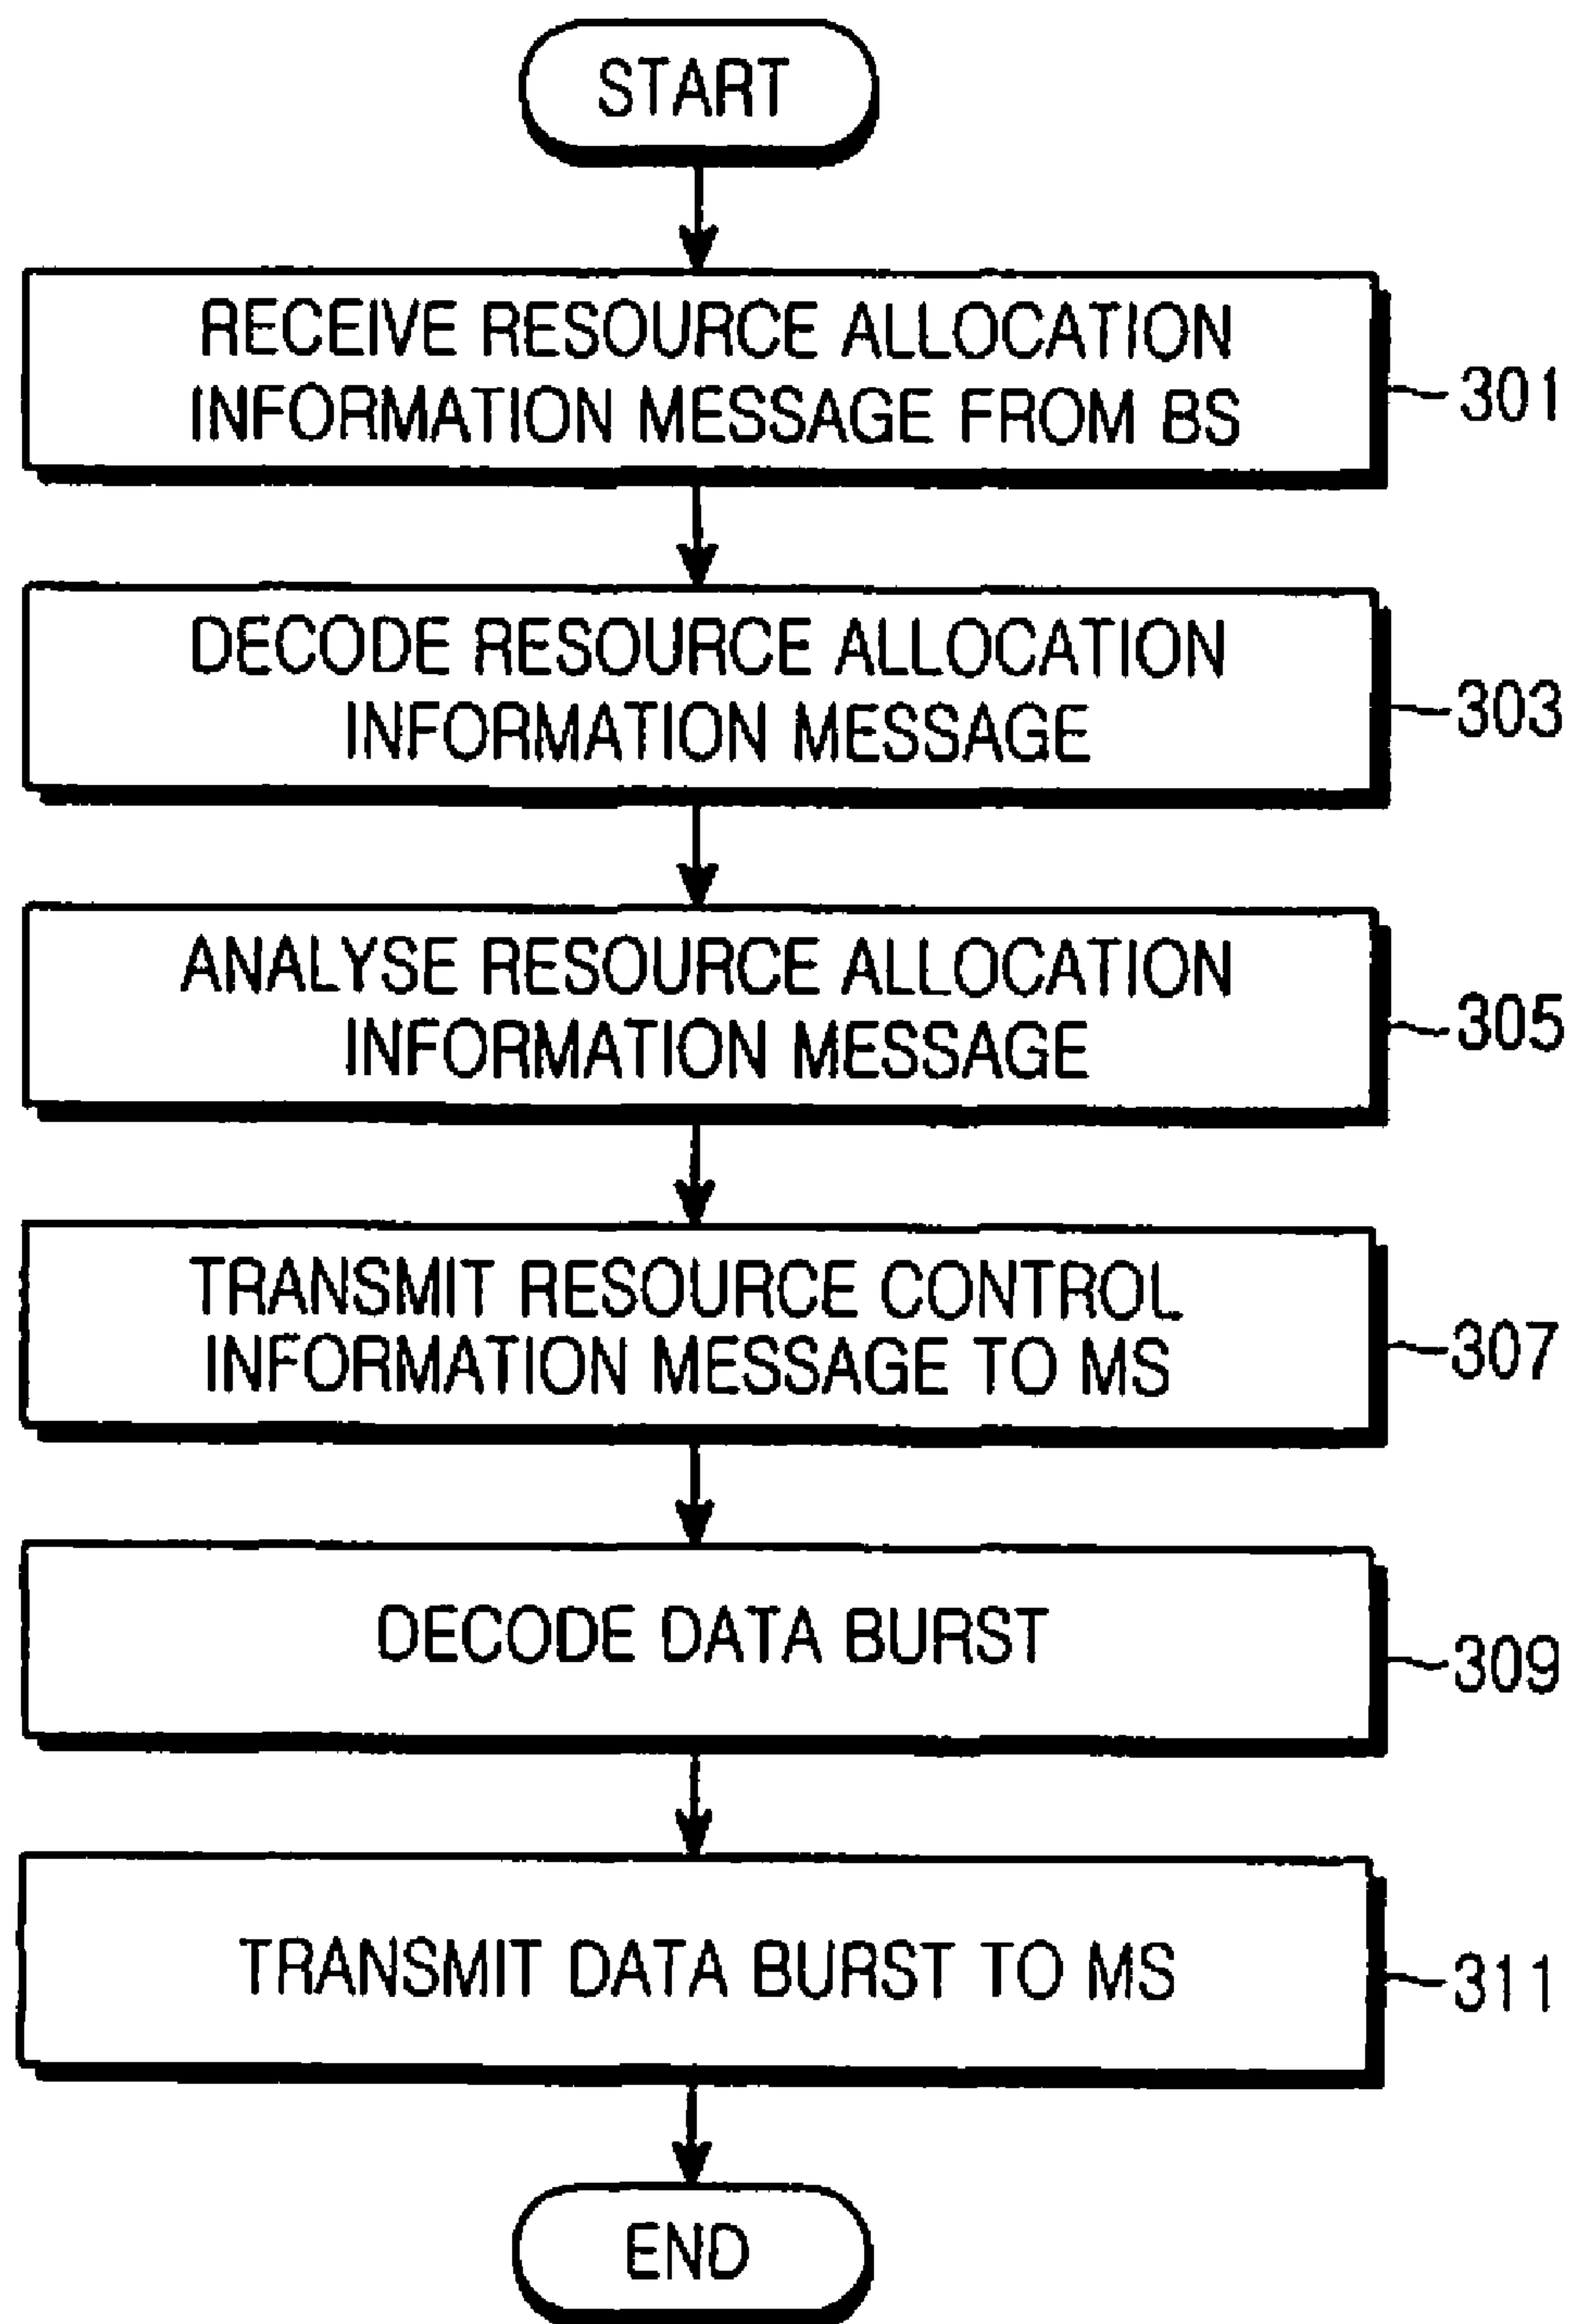 START
RECEIVE RESOURCE ALLOCATION
INFORMATION MESSAGE FROM BS
301
DECODE RESOURCE ALLOCATION
INFORMATION MESSAGE
303
ANALYSE RESOURCE ALLOCATION
INFORMATION MESSAGE
305
TRANSMIT RESOURCE CONTROL
INFORMATION MESSAGE TO MS
307
DECODE DATA BURST
309
TRANSMIT DATA BURST TO MS
311
END